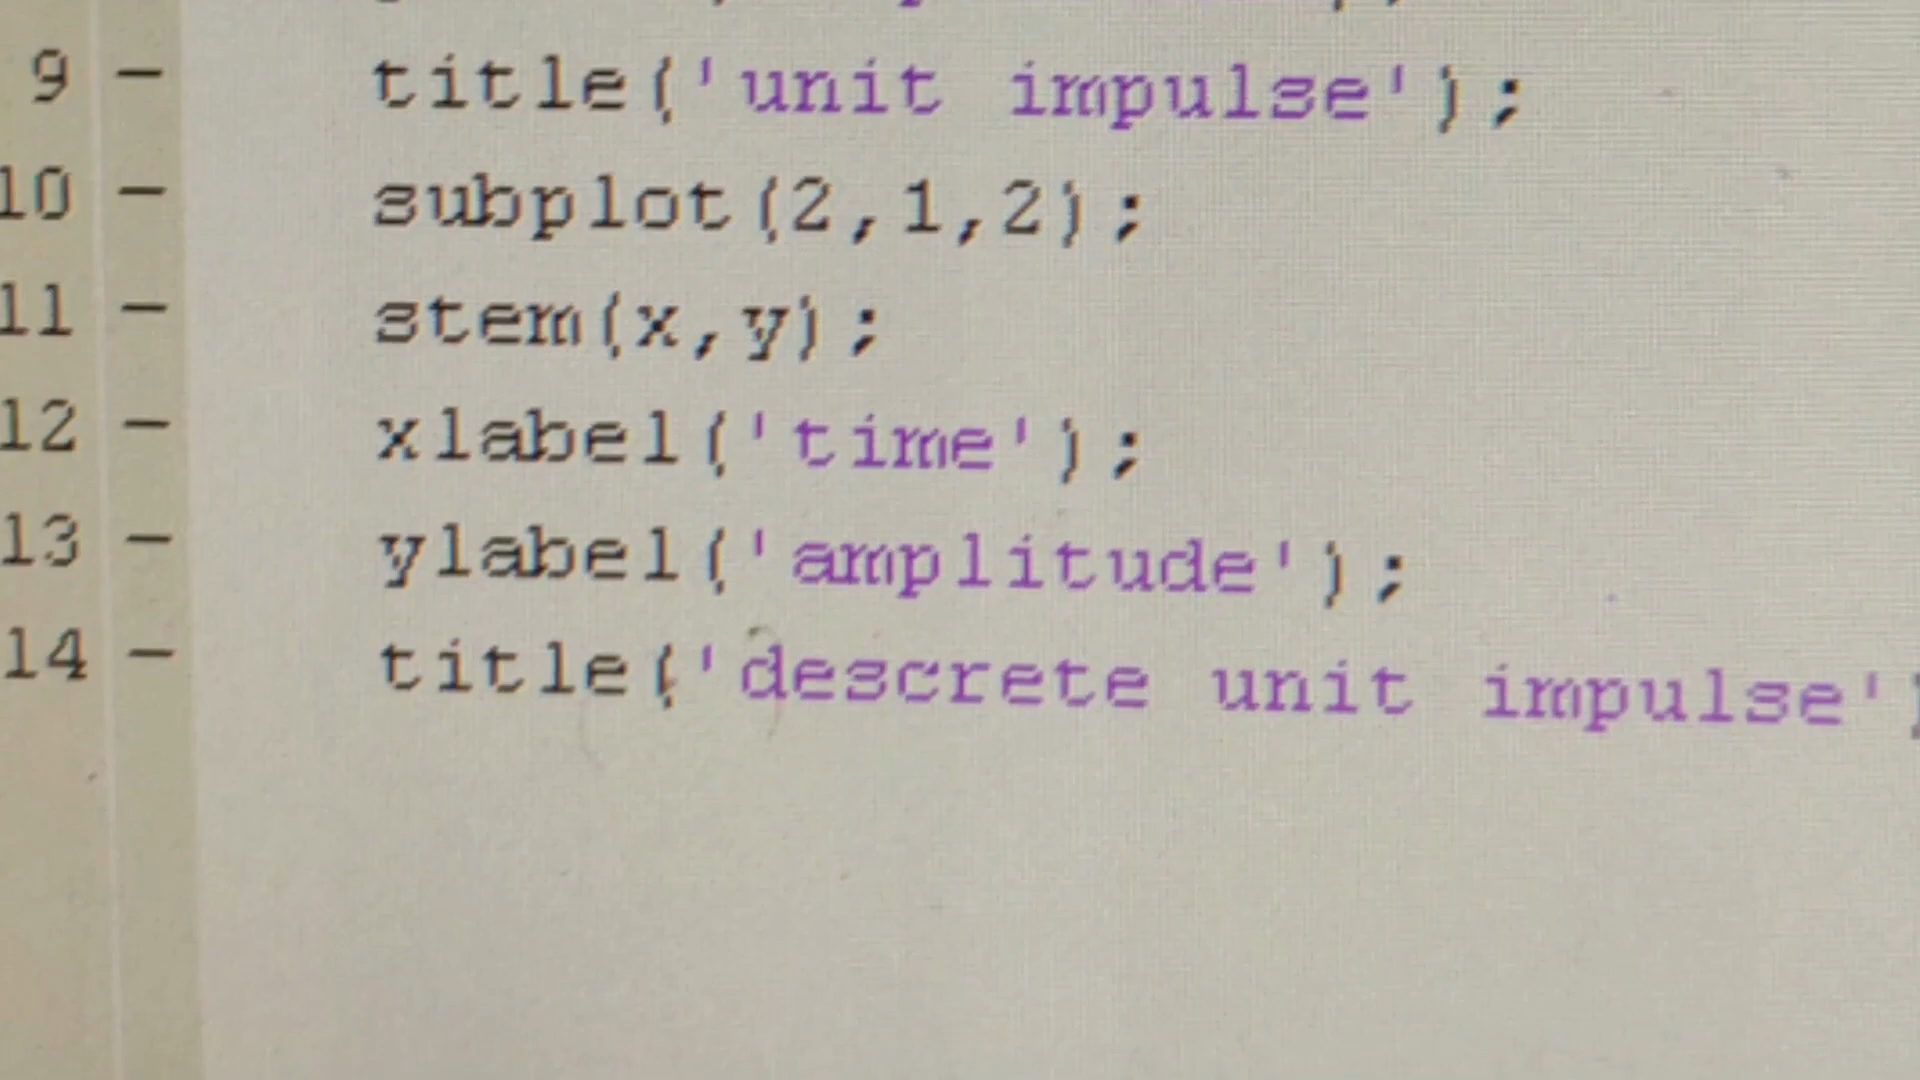 9 – title('unit impulse');
10 – subplot(2,1,2);
11 – stem(x,y);
12 – xlabel('time');
13 – ylabel('amplitude');
14 – title('descrete unit impulse')